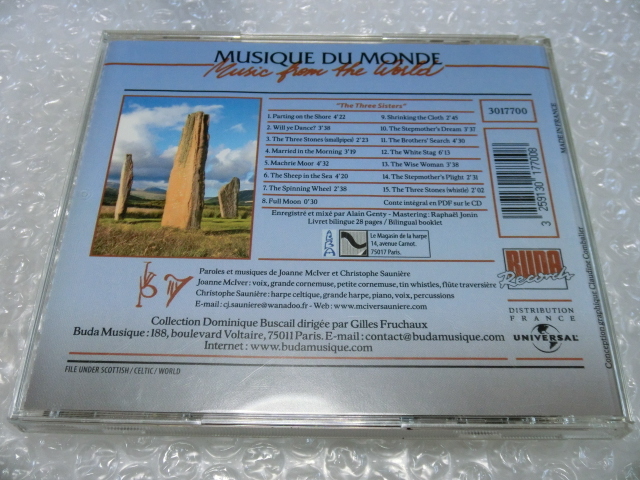 MUSIQUE DU MONDE
Music from the World
"The Three Sisters"
1. Parting on the Shore 4'22
2. Will ye Dance? 3'38
3. The Three Stones (smallpipes) 2'23
4. Married in the Morning 3'19
5. Machrie Moor 4'32
6. The Sheep in the Sea 4'20
7. The Spinning Wheel 2'38
8. Full Moon 0'30
9. Shrinking the Cloth 2'45
10. The Stepmother's Dream 3'37
11. The Brothers' Search 4'30
12. The White Stag 6'13
13. The Wise Woman 3'38
14. The Stepmother's Flight 2'31
15. The Three Stones (whistle) 2'02
Conte intégral en PDF sur le CD
Enregistré et mixé par Alain Genty - Mastering: Raphaël Jonin
Livret bilingue 28 pages / Bilingual booklet
Le Magasin de la harpe
14, avenue Carnot.
75017 Paris.
Paroles et musiques de Joanne McIver et Christophe Saunière
Joanne McIver: voix, grande cornemuse, petite cornemuse, tin whistles, flûte traversière
Christophe Saunière: harpe celtique, grande harpe, piano, voix, percussions
E-mail: cj.sauniere@wanadoo.fr - Web: www.mciversauniere.com
Collection Dominique Buscail dirigée par Gilles Fruchaux
Buda Musique: 188, boulevard Voltaire, 75011 Paris. E-mail: contact@budamusique.com
Internet: www.budamusique.com
FILE UNDER SCOTTISH / CELTIC / WORLD
3017700
MADE IN FRANCE
3 259130 177008
BUDA
Records
DISTRIBUTION
FRANCE
UNIVERSAL
Conception graphique Claudine Combalier